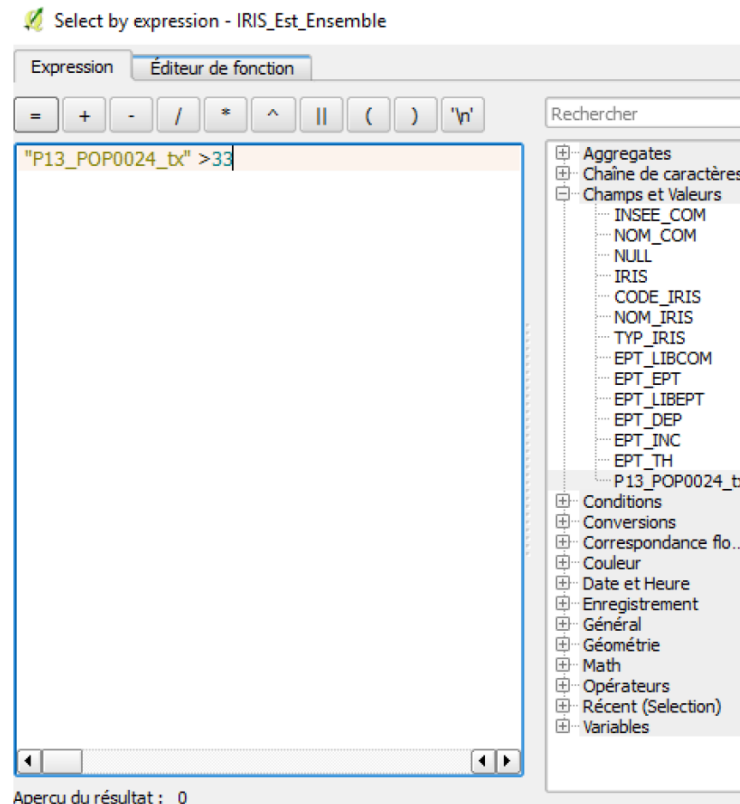 Select by expression - IRIS_Est_Ensemble
Expression Éditeur de fonction
= + - / * ^ || ( ) '\n'
Rechercher
"P13_POP0024_tx" >33
Aggregates
Chaîne de caractères
Champs et Valeurs
INSEE_COM
NOM_COM
NULL
IRIS
CODE_IRIS
NOM_IRIS
TYP_IRIS
EPT_LIBCOM
EPT_EPT
EPT_LIBEPT
EPT_DEP
EPT_INC
EPT_TH
P13_POP0024_tx
Conditions
Conversions
Correspondance flo...
Couleur
Date et Heure
Enregistrement
Général
Géométrie
Math
Opérateurs
Récent (Selection)
Variables
Aperçu du résultat : 0